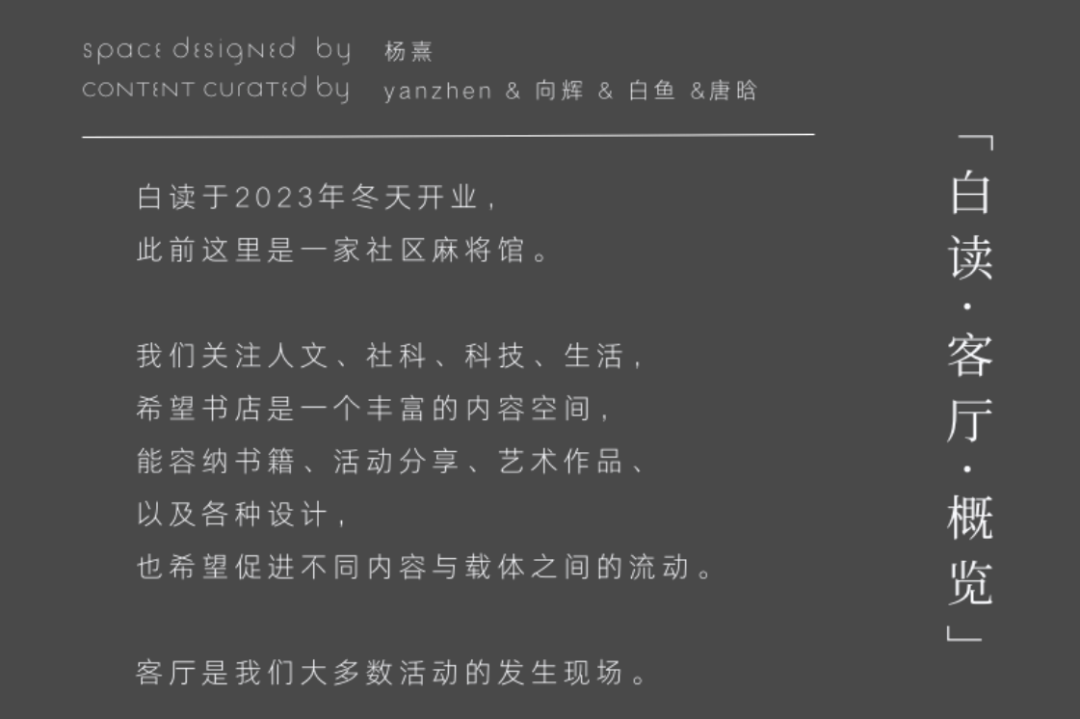 space designed by 杨熹
CONTENT curated by yanzhen & 向辉 & 白鱼 &唐晗
「白读·客厅·概览」
白读于2023年冬天开业，
此前这里是一家社区麻将馆。
我们关注人文、社科、科技、生活，
希望书店是一个丰富的内容空间，
能容纳书籍、活动分享、艺术作品、
以及各种设计，
也希望促进不同内容与载体之间的流动。
客厅是我们大多数活动的发生现场。